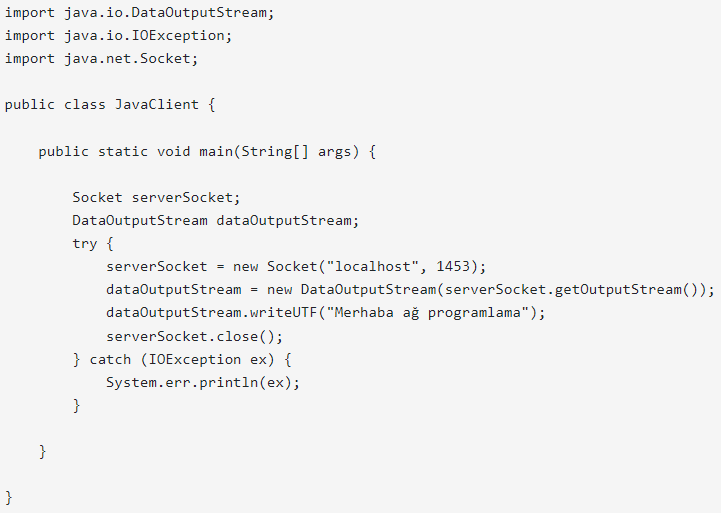 import java.io.DataOutputStream;
import java.io.IOException;
import java.net.Socket;

public class JavaClient {

    public static void main(String[] args) {

        Socket serverSocket;
        DataOutputStream dataOutputStream;
        try {
            serverSocket = new Socket("localhost", 1453);
            dataOutputStream = new DataOutputStream(serverSocket.getOutputStream());
            dataOutputStream.writeUTF("Merhaba ağ programlama");
            serverSocket.close();
        } catch (IOException ex) {
            System.err.println(ex);
        }

    }

}